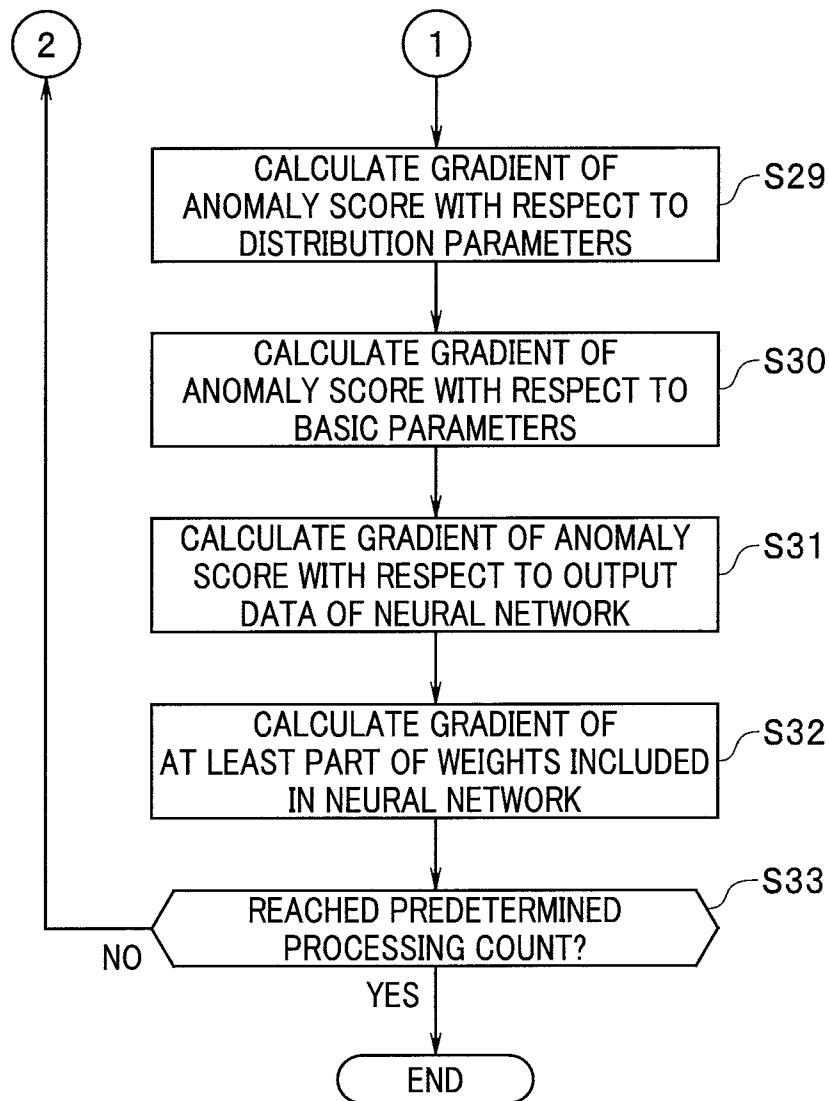 2
1
CALCULATE GRADIENT OF
ANOMALY SCORE WITH RESPECT TO
DISTRIBUTION PARAMETERS
S29
CALCULATE GRADIENT OF
ANOMALY SCORE WITH RESPECT TO
BASIC PARAMETERS
S30
CALCULATE GRADIENT OF ANOMALY
SCORE WITH RESPECT TO OUTPUT
DATA OF NEURAL NETWORK
S31
CALCULATE GRADIENT OF
AT LEAST PART OF WEIGHTS INCLUDED
IN NEURAL NETWORK
S32
REACHED PREDETERMINED
PROCESSING COUNT?
S33
NO
YES
END